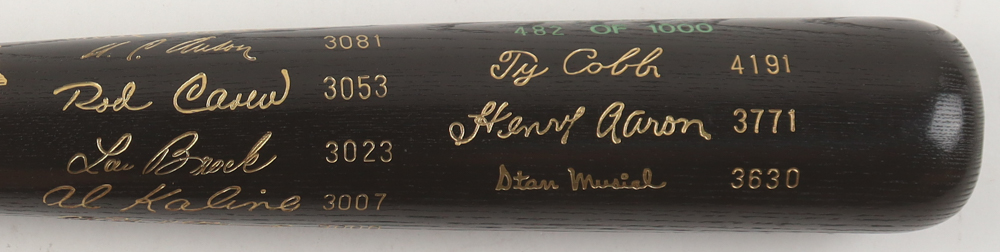 A. C. Anson 3081
Rod Carew 3053
Lou Brock 3023
Al Kaline 3007
482 OF 1000
Ty Cobb 4191
Henry Aaron 3771
Stan Musial 3630